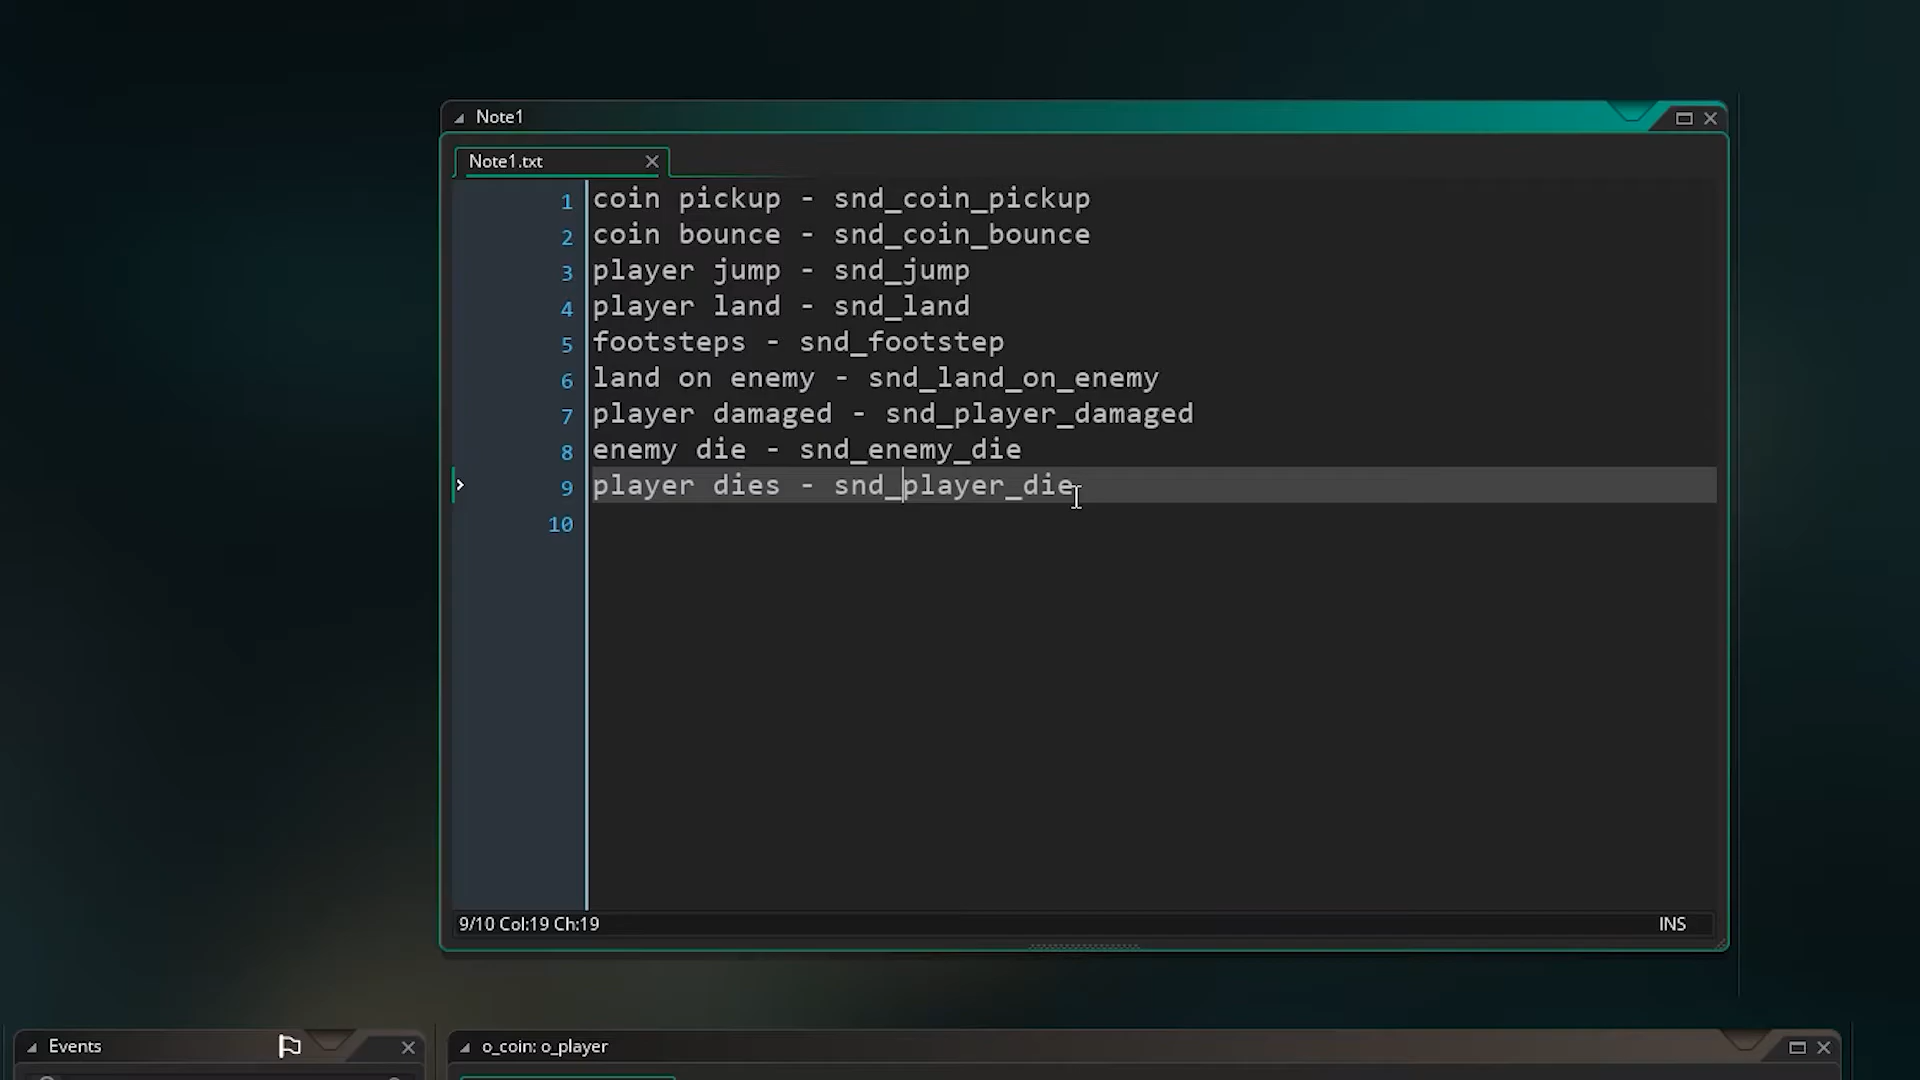 Note1
Note1.txt
1 coin pickup - snd_coin_pickup
2 coin bounce - snd_coin_bounce
3 player jump - snd_jump
4 player land - snd_land
5 footsteps - snd_footstep
6 land on enemy - snd_land_on_enemy
7 player damaged - snd_player_damaged
8 enemy die - snd_enemy_die
9 player dies - snd_player_die
10
9/10 Col:19 Ch:19 INS
Events
o_coin: o_player